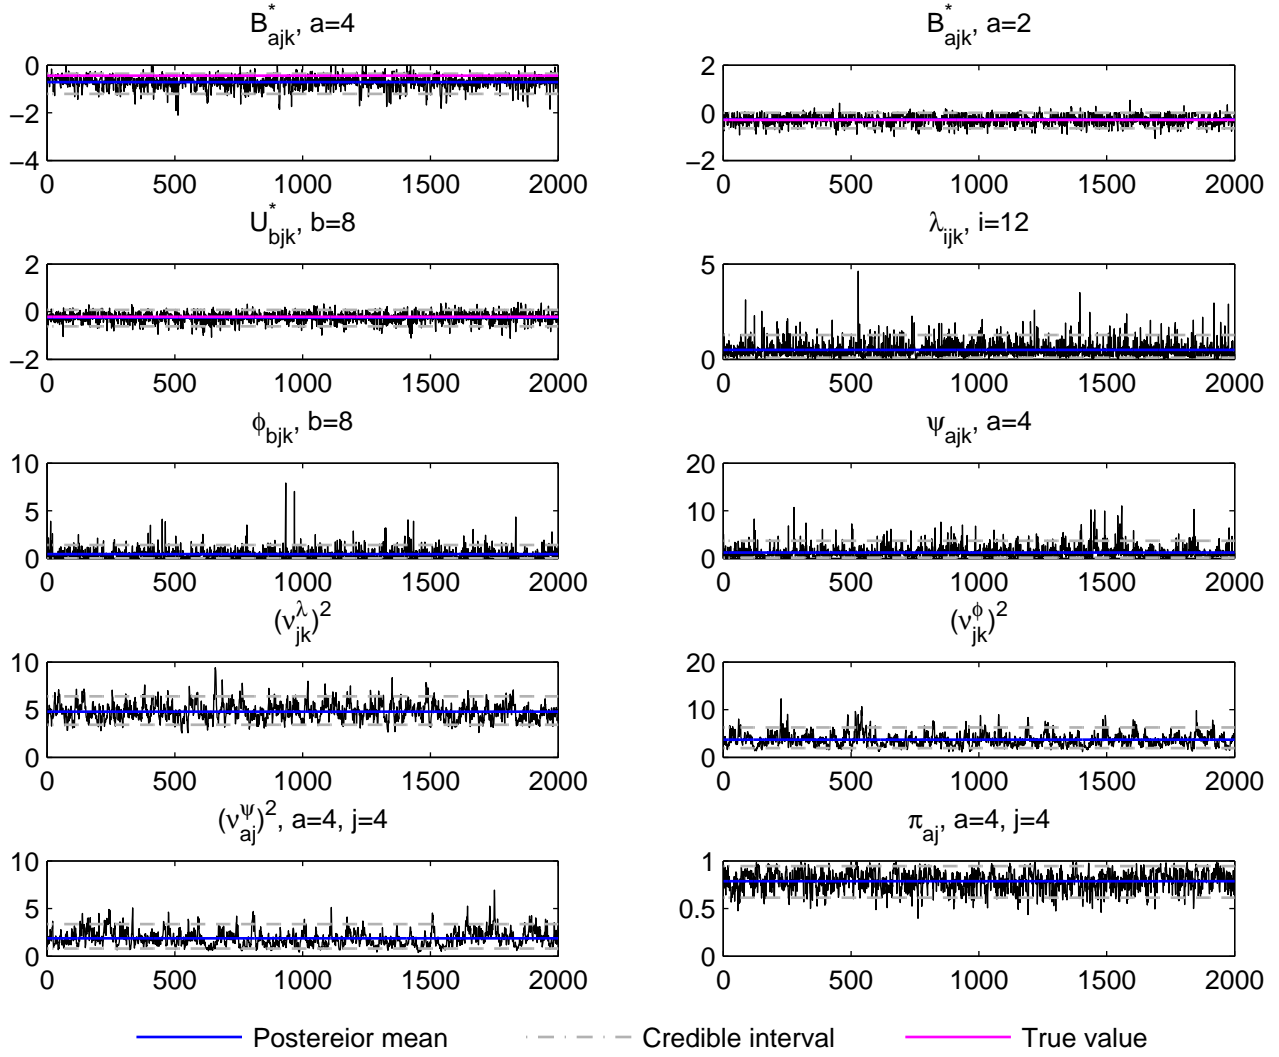 B*ajk, a=4
B*ajk, a=2
0
−2
−4
0 500 1000 1500 2000
2
0
−2
0 500 1000 1500 2000
U*bjk, b=8
λijk, i=12
2
0
−2
0 500 1000 1500 2000
5
0
0 500 1000 1500 2000
ϕbjk, b=8
ψajk, a=4
10
5
0
0 500 1000 1500 2000
20
10
0
0 500 1000 1500 2000
(νλjk)2
(νϕjk)2
10
5
0
0 500 1000 1500 2000
20
10
0
0 500 1000 1500 2000
(νψaj)2, a=4, j=4
πaj, a=4, j=4
10
5
0
0 500 1000 1500 2000
1
0.5
0
0 500 1000 1500 2000
Postereior mean Credible interval True value